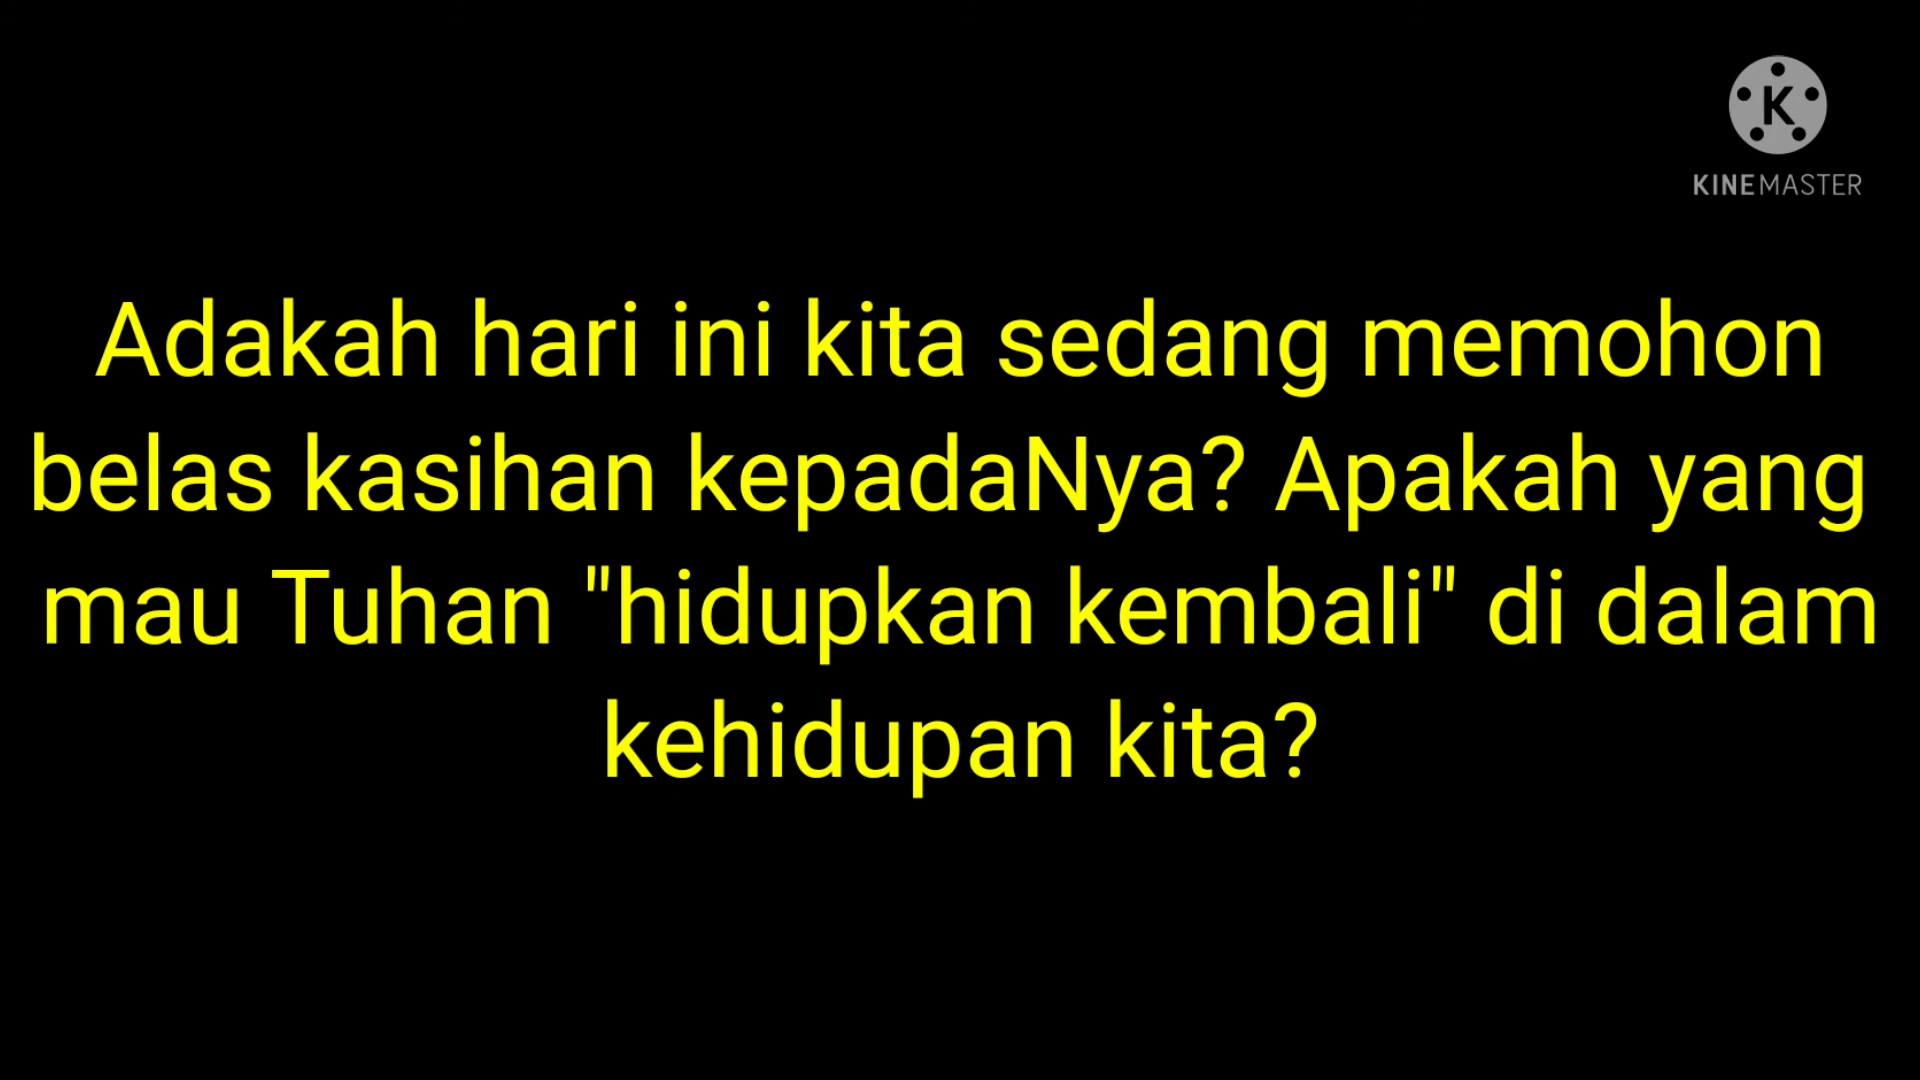 K
KINEMASTER
Adakah hari ini kita sedang memohon
belas kasihan kepadaNya? Apakah yang
mau Tuhan "hidupkan kembali" di dalam
kehidupan kita?